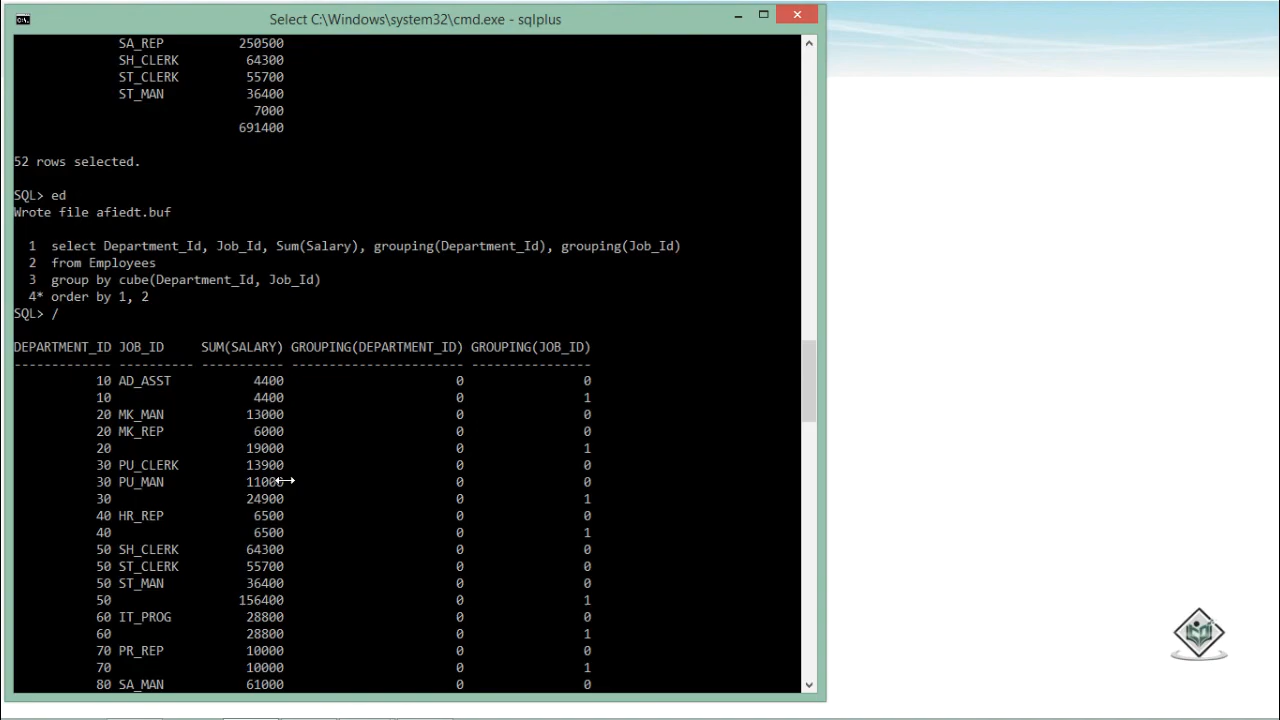 Select C:\Windows\system32\cmd.exe - sqlplus
SA_REP 250500
SH_CLERK 64300
ST_CLERK 55700
ST_MAN 36400
7000
691400
52 rows selected.
SQL> ed
Wrote file afiedt.buf
1 select Department_Id, Job_Id, Sum(Salary), grouping(Department_Id), grouping(Job_Id)
2 from Employees
3 group by cube(Department_Id, Job_Id)
4* order by 1, 2
SQL> /
DEPARTMENT_ID JOB_ID SUM(SALARY) GROUPING(DEPARTMENT_ID) GROUPING(JOB_ID)
------------- ---------- ----------- ----------------------- ----------------
10 AD_ASST 4400 0 0
10 4400 0 1
20 MK_MAN 13000 0 0
20 MK_REP 6000 0 0
20 19000 0 1
30 PU_CLERK 13900 0 0
30 PU_MAN 11000 0 0
30 24900 0 1
40 HR_REP 6500 0 0
40 6500 0 1
50 SH_CLERK 64300 0 0
50 ST_CLERK 55700 0 0
50 ST_MAN 36400 0 0
50 156400 0 1
60 IT_PROG 28800 0 0
60 28800 0 1
70 PR_REP 10000 0 0
70 10000 0 1
80 SA_MAN 61000 0 0